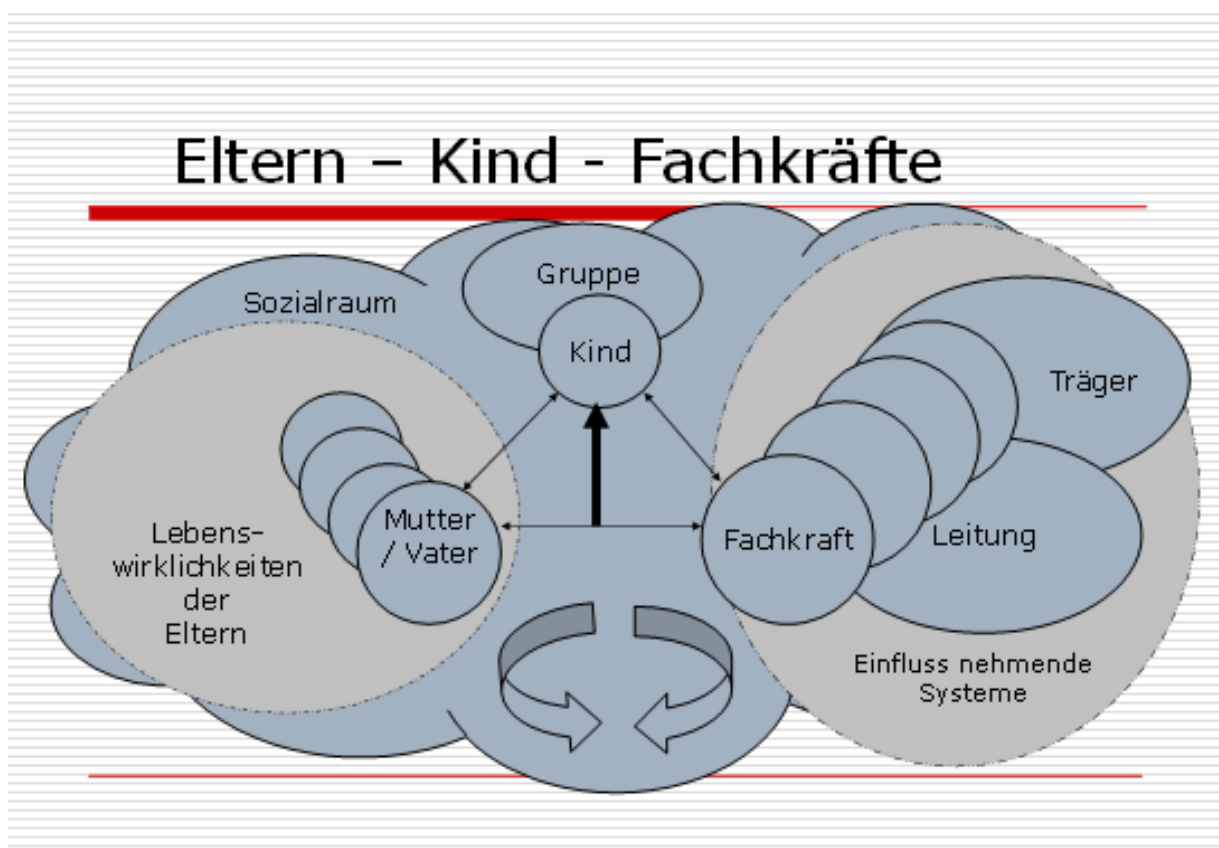 Eltern – Kind - Fachkräfte
Gruppe
Sozialraum
Kind
Träger
Mutter
/ Vater
Lebens-
wirklichkeiten
der
Eltern
Fachkraft
Leitung
Einfluss nehmende
Systeme